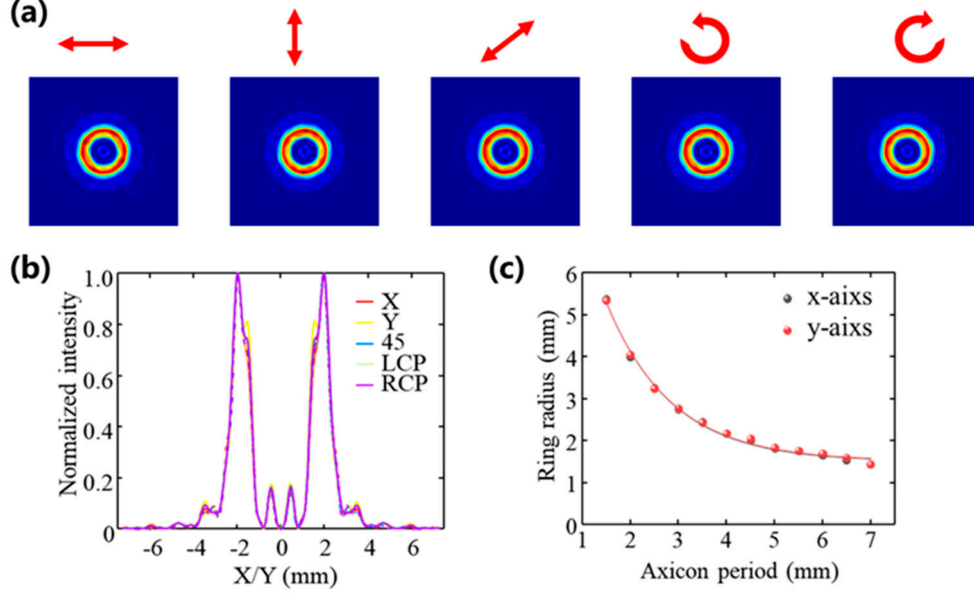 (a)
(b)
1.0
0.8
0.6
0.4
0.2
0
-6
-4
-2
0
2
4
6
Normalized intensity
X/Y (mm)
X
Y
45
LCP
RCP
(c)
6
5
4
3
2
1
0
1
2
3
4
5
6
7
Ring radius (mm)
Axicon period (mm)
x-aixs
y-aixs